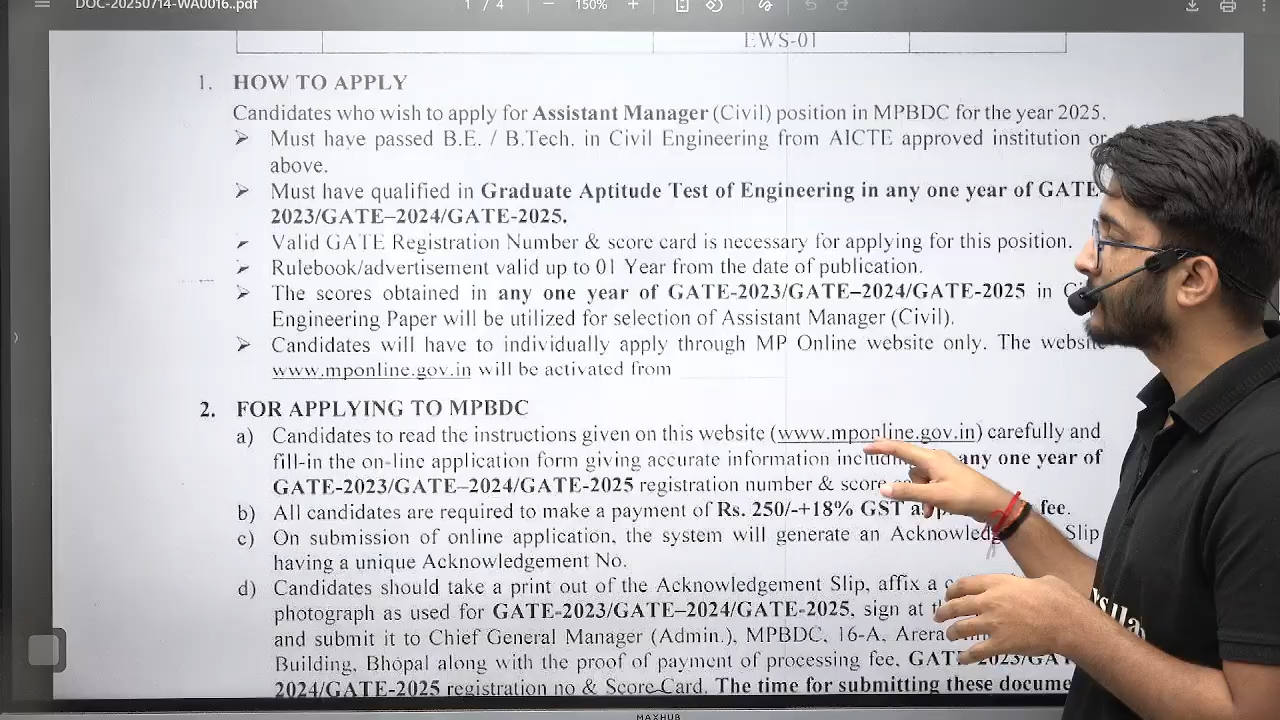 DOC-20250714-WA0016..pdf 1 / 4 150%
EWS-01
1. HOW TO APPLY
Candidates who wish to apply for Assistant Manager (Civil) position in MPBDC for the year 2025.
➤ Must have passed B.E. / B.Tech. in Civil Engineering from AICTE approved institution or
above.
➤ Must have qualified in Graduate Aptitude Test of Engineering in any one year of GATE-
2023/GATE–2024/GATE-2025.
➤ Valid GATE Registration Number & score card is necessary for applying for this position.
➤ Rulebook/advertisement valid up to 01 Year from the date of publication.
➤ The scores obtained in any one year of GATE-2023/GATE–2024/GATE-2025 in
Engineering Paper will be utilized for selection of Assistant Manager (Civil).
➤ Candidates will have to individually apply through MP Online website only. The website
www.mponline.gov.in will be activated from
2. FOR APPLYING TO MPBDC
a) Candidates to read the instructions given on this website (www.mponline.gov.in) carefully and
fill-in the on-line application form giving accurate information any one year of
GATE-2023/GATE–2024/GATE-2025 registration number & score
b) All candidates are required to make a payment of Rs. 250/-+18% GST fee.
c) On submission of online application, the system will generate an Slip
having a unique Acknowledgement No.
d) Candidates should take a print out of the Acknowledgement Slip, affix a
photograph as used for GATE-2023/GATE–2024/GATE-2025, sign at
and submit it to Chief General Manager (Admin.), MPBDC, 16-A, Arera
Building, Bhopal along with the proof of payment of processing fee,
2024/GATE-2025 registration no & Score Card. The time for submitting these
MAXHUB